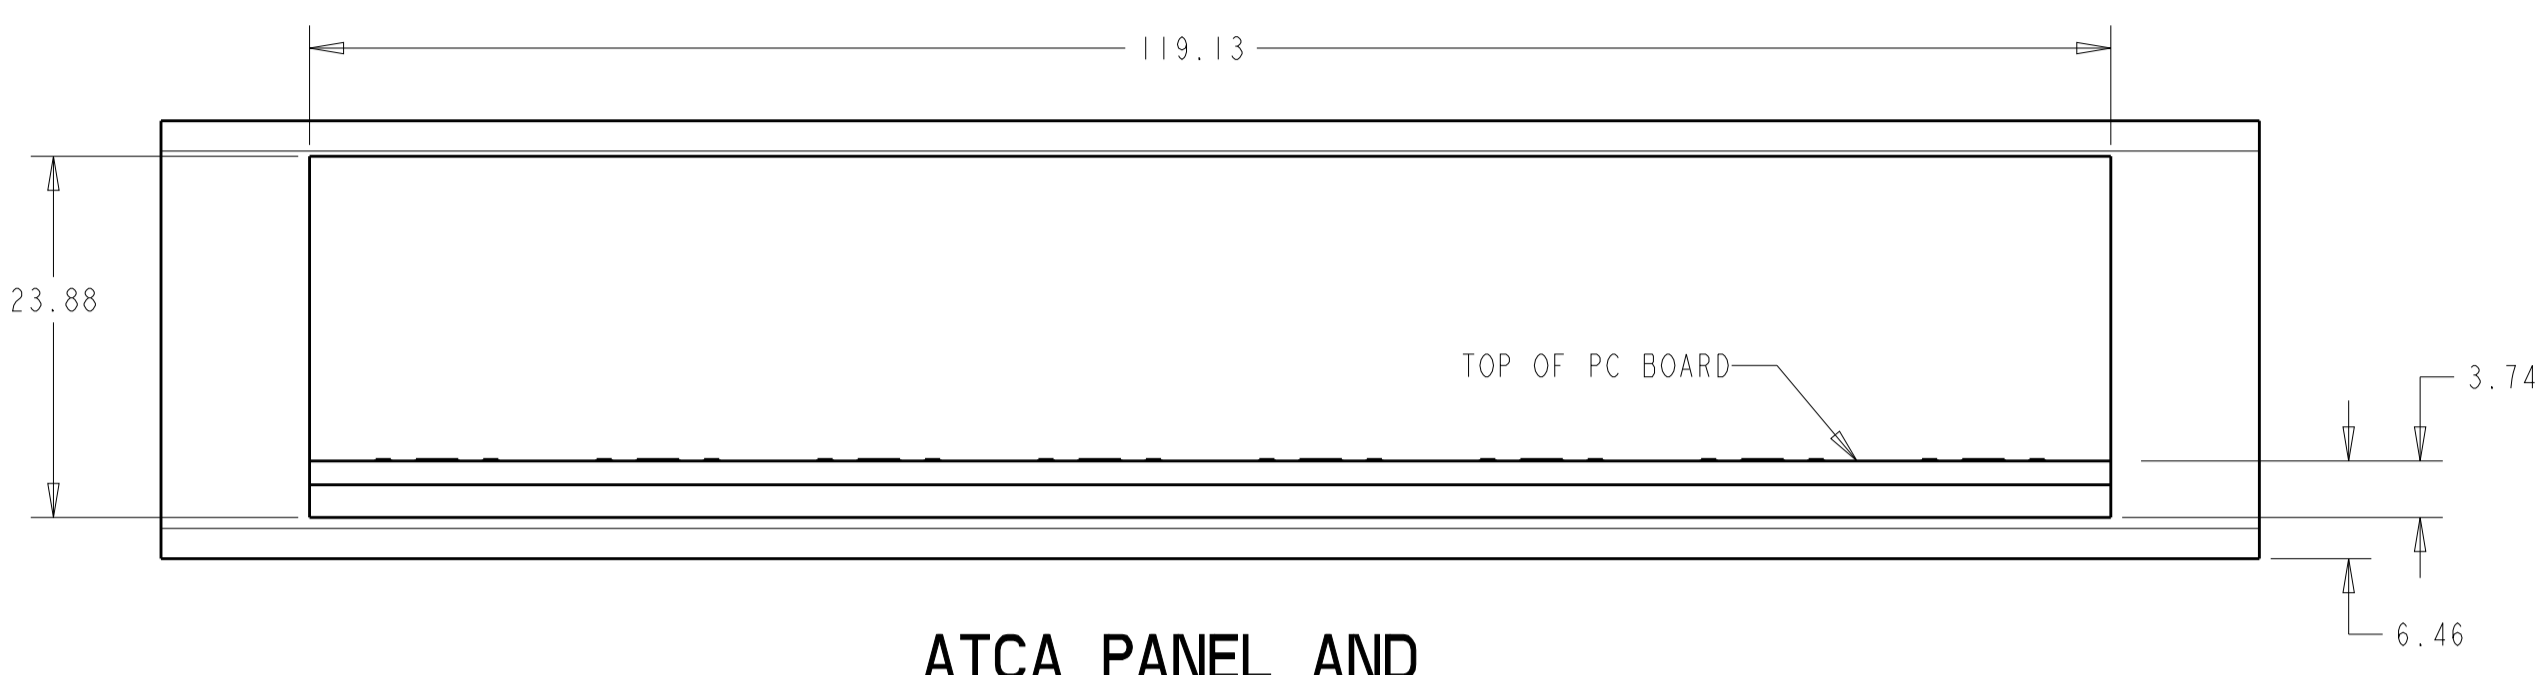 119.13
23.88
TOP OF PC BOARD
3.74
6.46
ATCA PANEL AND